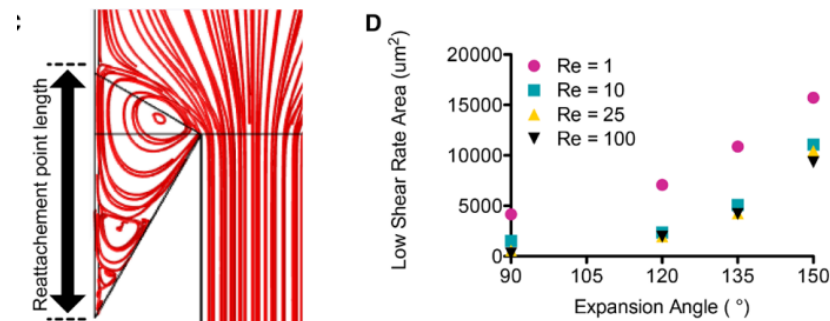 D
Reattachement point length
Low Shear Rate Area (um²)
20000
15000
10000
5000
0
Re = 1
Re = 10
Re = 25
Re = 100
90
105
120
135
150
Expansion Angle ( °)